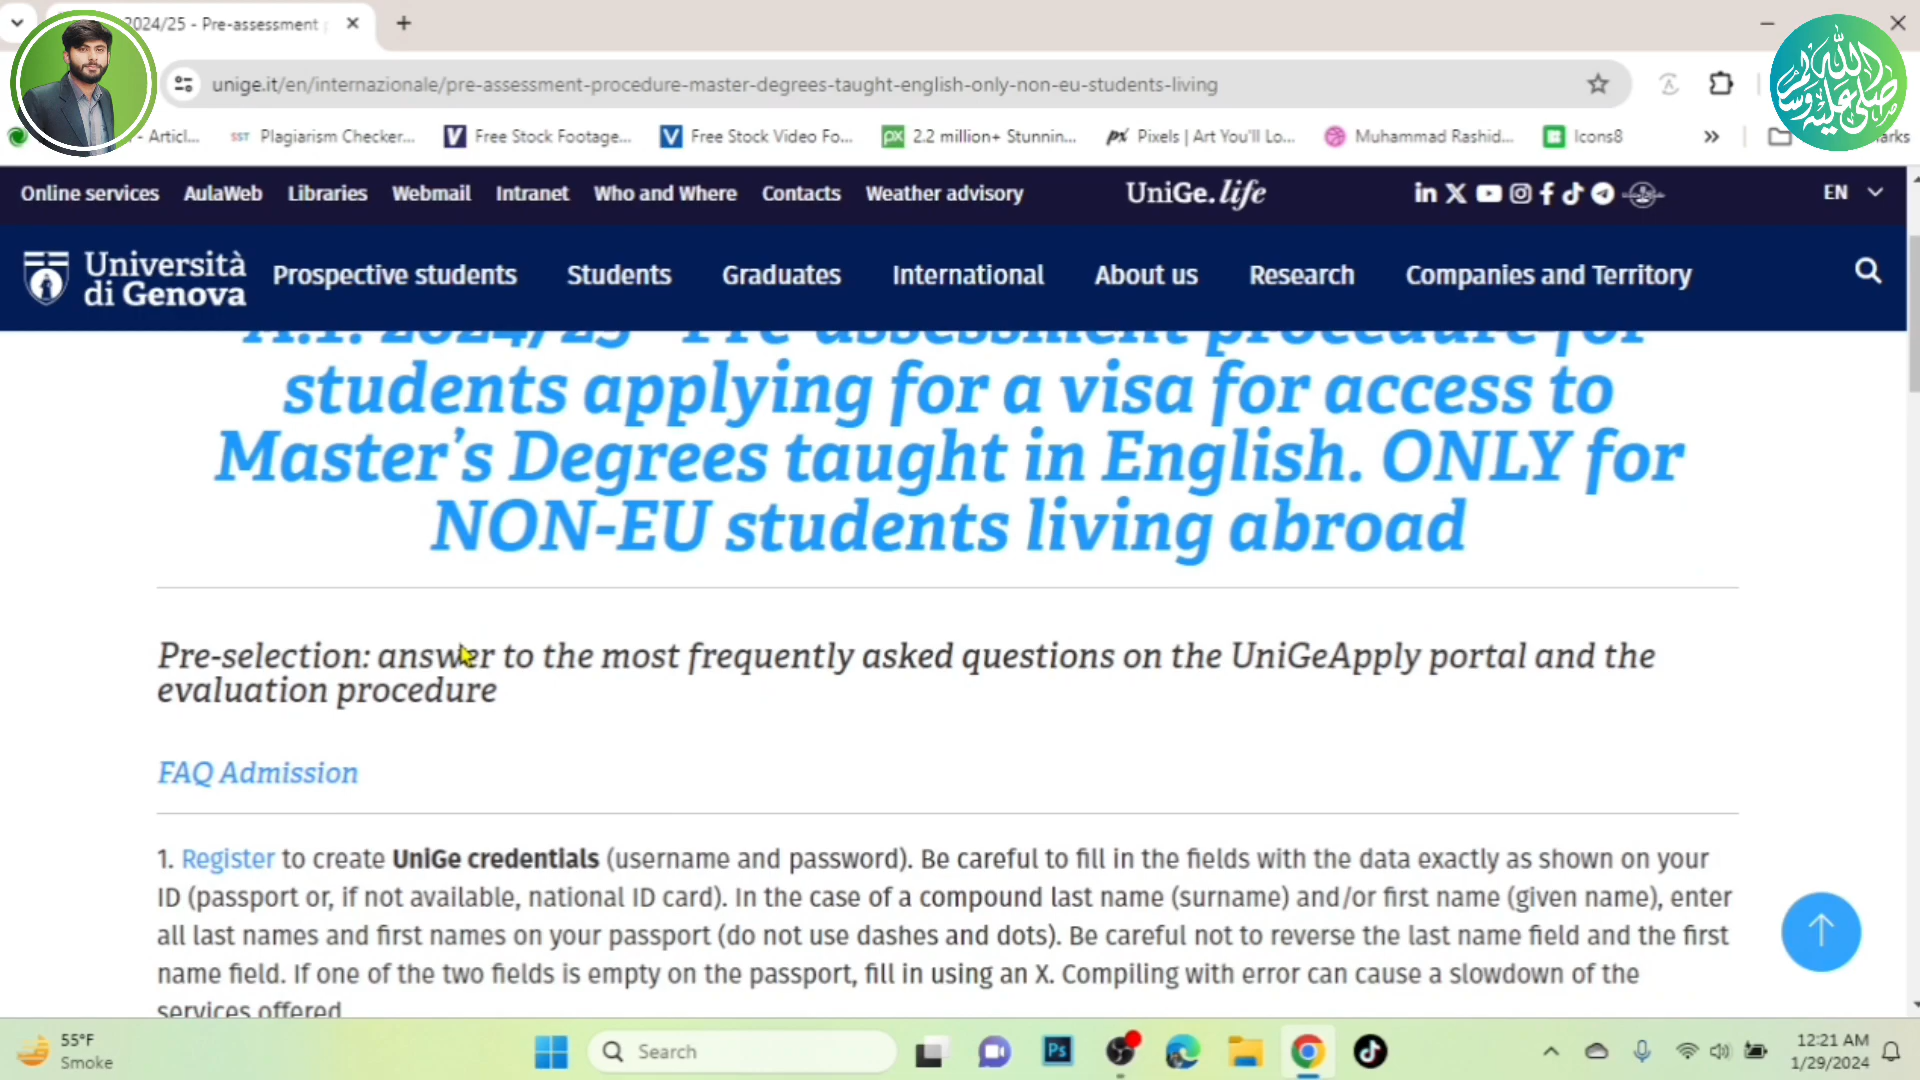 2024/25 - Pre-assessment
unige.it/en/internazionale/pre-assessment-procedure-master-degrees-taught-english-only-non-eu-students-living
- Articl...
SST Plagiarism Checker...
Free Stock Footage...
Free Stock Video Fo...
2.2 million+ Stunnin...
Pixels | Art You'll Lo...
Muhammad Rashid...
Icons8
»
Online services AulaWeb Libraries Webmail Intranet Who and Where Contacts Weather advisory
UniGe.life
EN
Università
di Genova
Prospective students Students Graduates International About us Research Companies and Territory
A.Y. 2024/25 - Pre-assessment procedure for
students applying for a visa for access to
Master's Degrees taught in English. ONLY for
NON-EU students living abroad
Pre-selection: answer to the most frequently asked questions on the UniGeApply portal and the
evaluation procedure
FAQ Admission
1. Register to create UniGe credentials (username and password). Be careful to fill in the fields with the data exactly as shown on your
ID (passport or, if not available, national ID card). In the case of a compound last name (surname) and/or first name (given name), enter
all last names and first names on your passport (do not use dashes and dots). Be careful not to reverse the last name field and the first
name field. If one of the two fields is empty on the passport, fill in using an X. Compiling with error can cause a slowdown of the
services offered
55°F
Smoke
Search
Ps
12:21 AM
1/29/2024